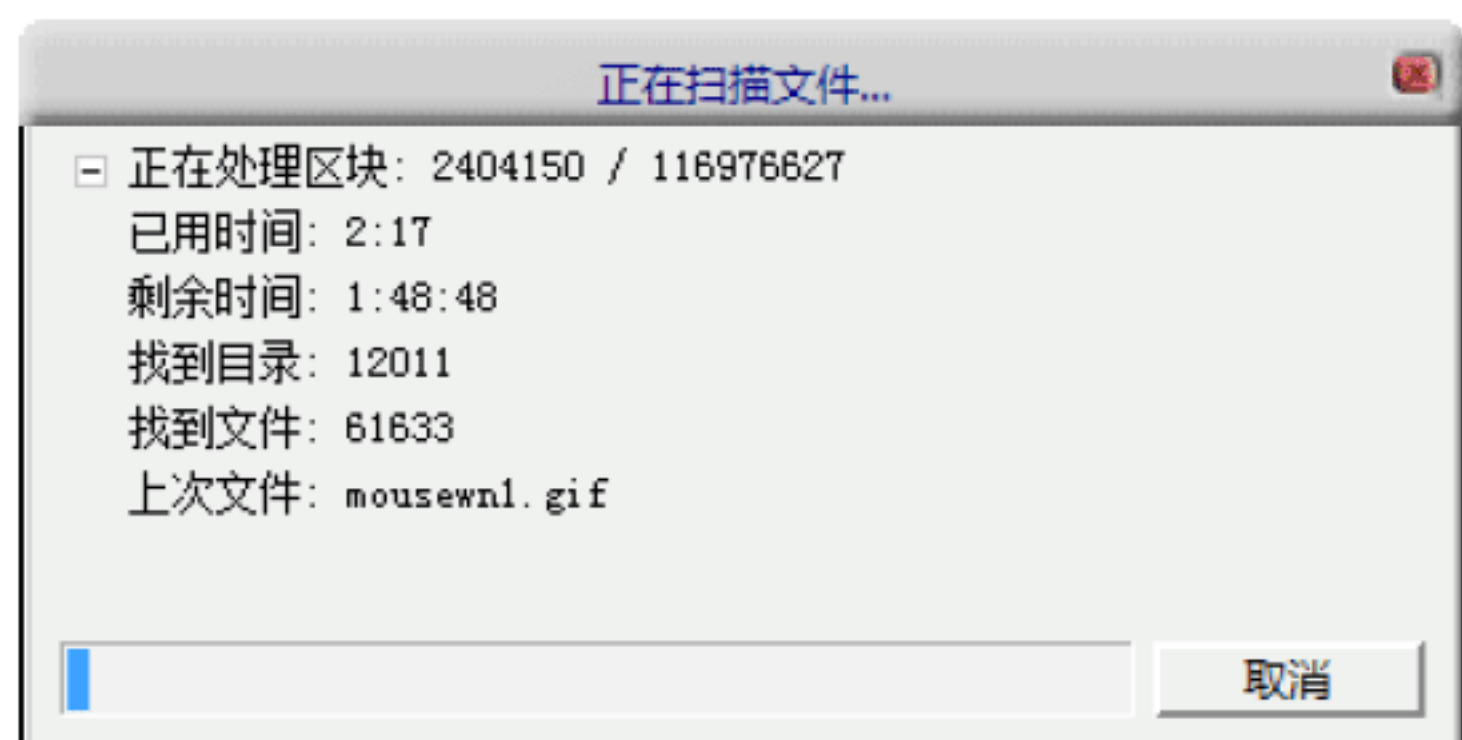 正在扫描文件...
正在处理区块: 2404150 / 116976627
已用时间: 2:17
剩余时间: 1:48:48
找到目录: 12011
找到文件: 61633
上次文件: mousewn1.gif
取消